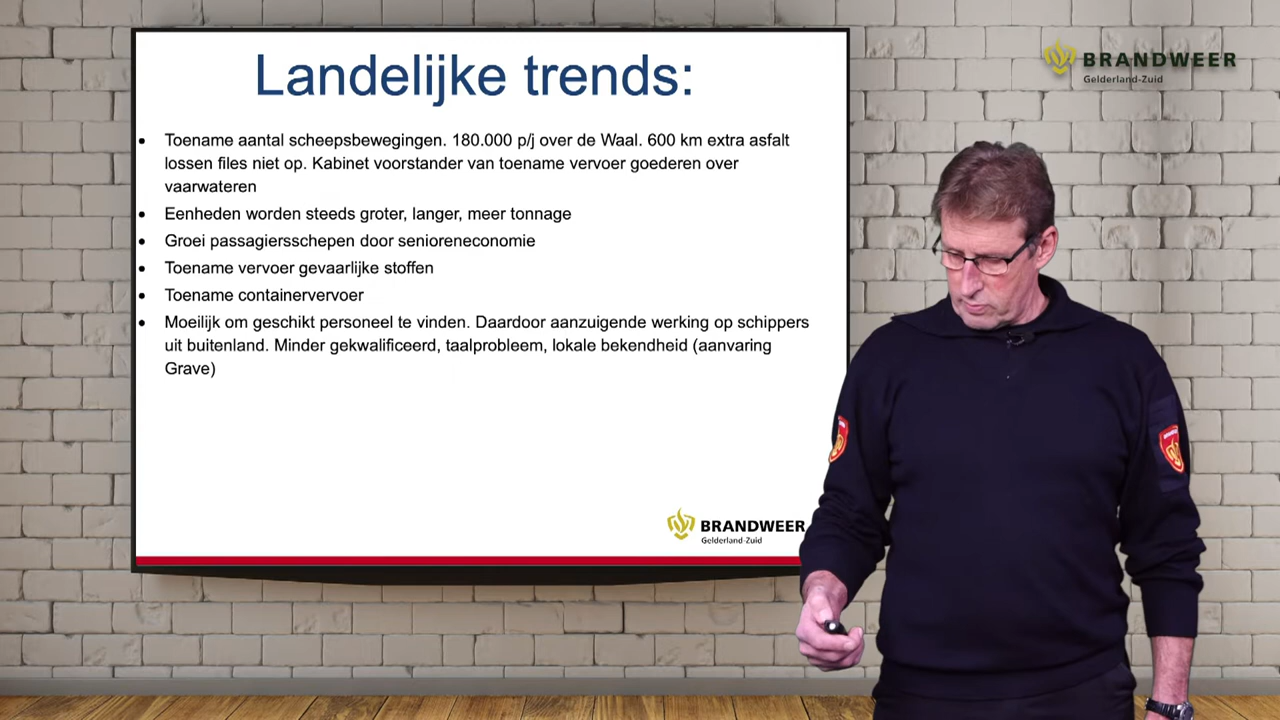 Landelijke trends:
BRANDWEER
Gelderland-Zuid
• Toename aantal scheepsbewegingen. 180.000 p/j over de Waal. 600 km extra asfalt
lossen files niet op. Kabinet voorstander van toename vervoer goederen over
vaarwateren
• Eenheden worden steeds groter, langer, meer tonnage
• Groei passagiersschepen door senioreneconomie
• Toename vervoer gevaarlijke stoffen
• Toename containervervoer
• Moeilijk om geschikt personeel te vinden. Daardoor aanzuigende werking op schippers
uit buitenland. Minder gekwalificeerd, taalprobleem, lokale bekendheid (aanvaring
Grave)
BRANDWEER
Gelderland-Zuid